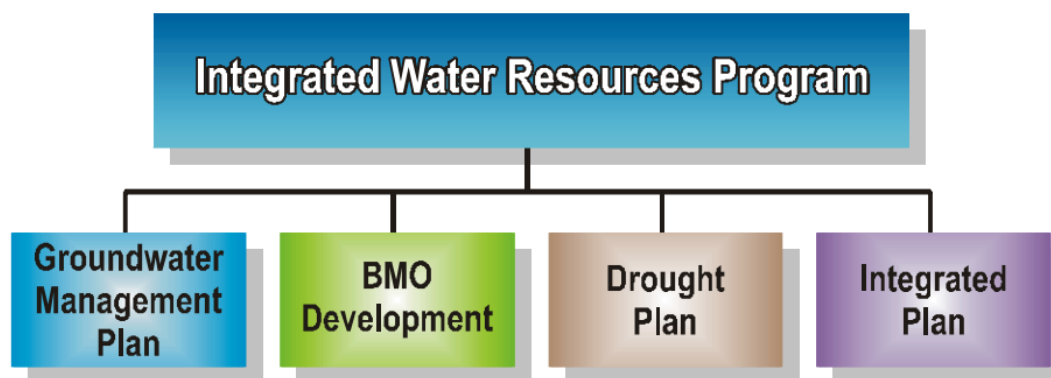 Integrated Water Resources Program
Groundwater
Management
Plan
BMO
Development
Drought
Plan
Integrated
Plan